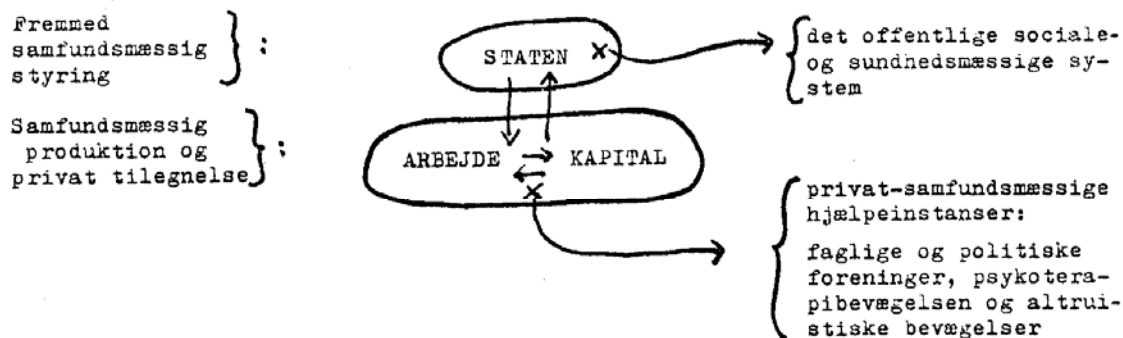 Fremmed
samfundsmæssig
styring
:
STATEN X
det offentlige sociale-
og sundhedsmæssige sy-
stem
Samfundsmæssig
produktion og
privat tilegnelse
:
ARBEJDE KAPITAL
X
privat-samfundsmæssige
hjælpeinstanser:
faglige og politiske
foreninger, psykotera-
pibevægelsen og altrui-
stiske bevægelser